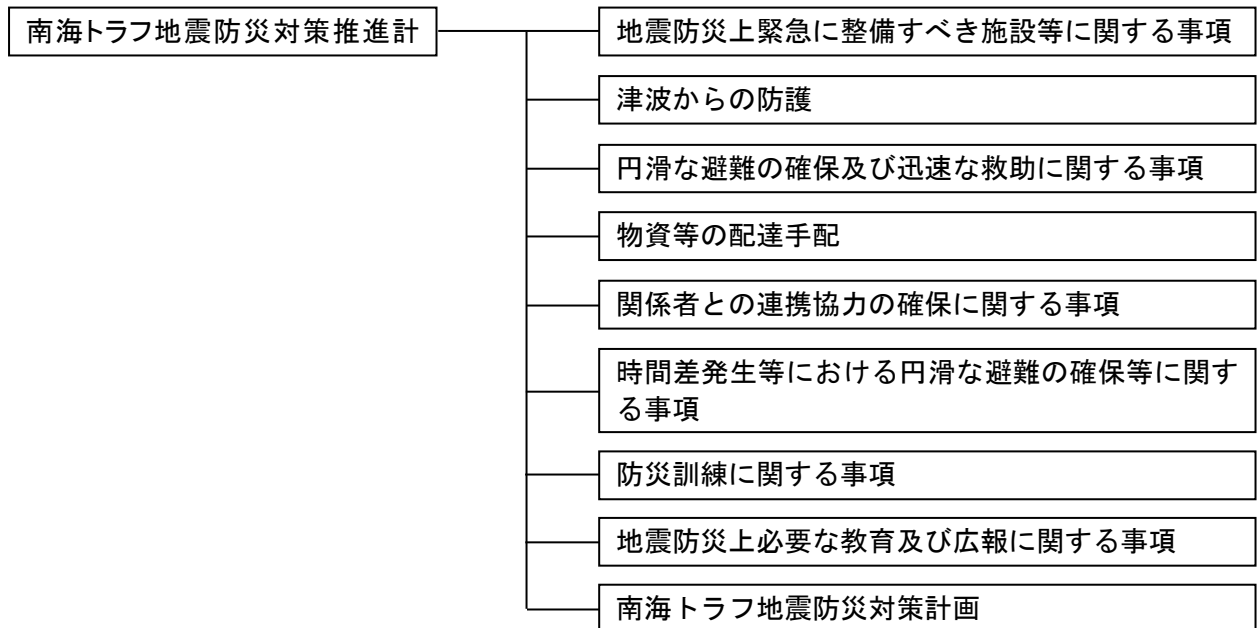 南海トラフ地震防災対策推進計
地震防災上緊急に整備すべき施設等に関する事項
津波からの防護
円滑な避難の確保及び迅速な救助に関する事項
物資等の配達手配
関係者との連携協力の確保に関する事項
時間差発生等における円滑な避難の確保等に関す
る事項
防災訓練に関する事項
地震防災上必要な教育及び広報に関する事項
南海トラフ地震防災対策計画